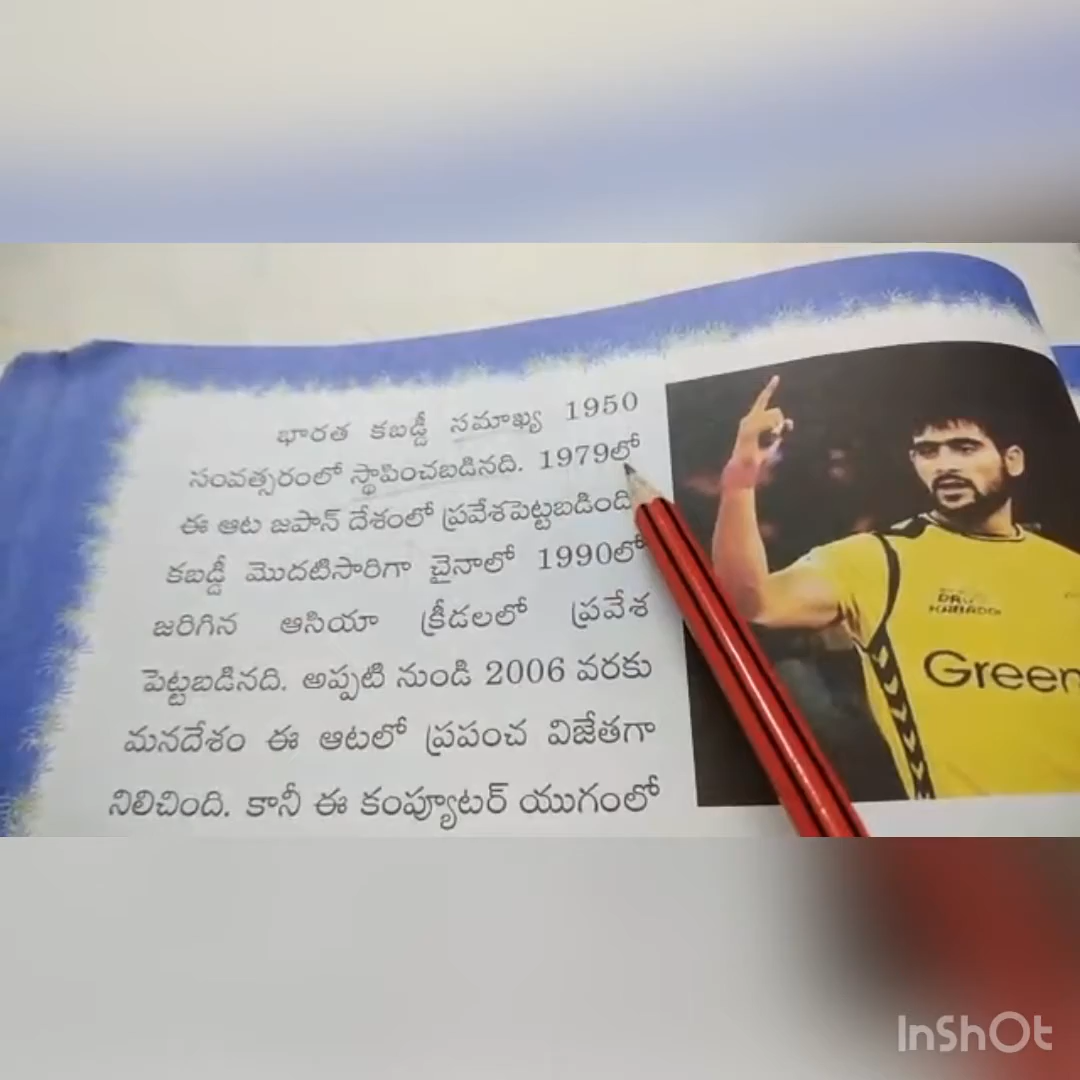 భారత కబడ్డీ సమాఖ్య 1950
సంవత్సరంలో స్థాపించబడినది. 1979లో
ఈ ఆట జపాన్ దేశంలో ప్రవేశపెట్టబడింది
కబడ్డీ మొదటిసారిగా చైనాలో 1990లో
జరిగిన ఆసియా క్రీడలలో ప్రవేశ
పెట్టబడినది. అప్పటి నుండి 2006 వరకు
మనదేశం ఈ ఆటలో ప్రపంచ విజేతగా
నిలిచింది. కానీ ఈ కంప్యూటర్ యుగంలో
KABADDI
Green
InShOt